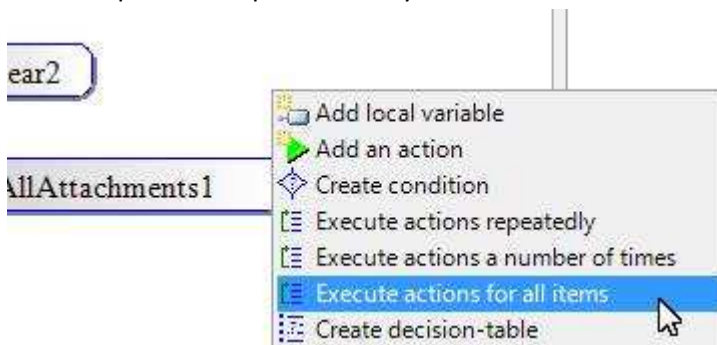 ear2
Add local variable
Add an action
AllAttachments1
Create condition
Execute actions repeatedly
Execute actions a number of times
Execute actions for all items
Create decision-table